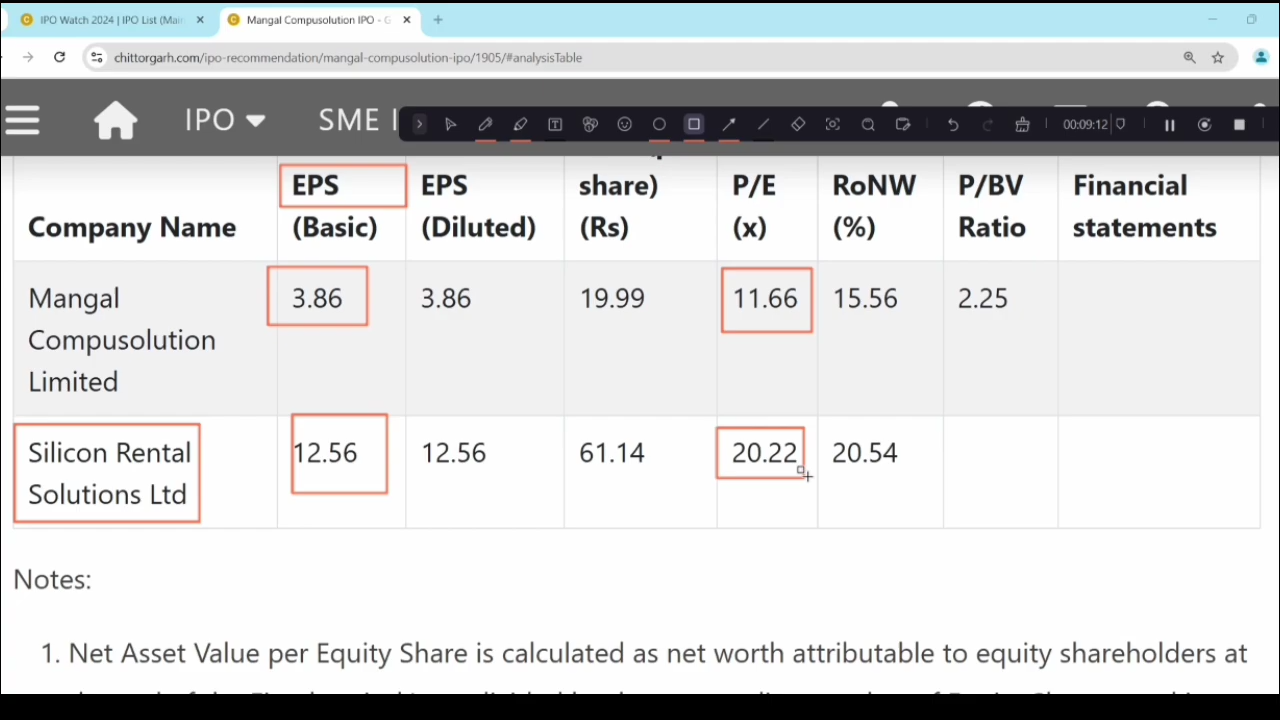 IPO Watch 2024 | IPO List (Main
Mangal Compusolution IPO - G
chittorgarh.com/ipo-recommendation/mangal-compusolution-ipo/1905/#analysisTable
IPO
SME I
00:09:12
Company Name
EPS
(Basic)
EPS
(Diluted)
share)
(Rs)
P/E
(x)
RoNW
(%)
P/BV
Ratio
Financial
statements
Mangal
Compusolution
Limited
3.86
3.86
19.99
11.66
15.56
2.25
Silicon Rental
Solutions Ltd
12.56
12.56
61.14
20.22
20.54
Notes:
1. Net Asset Value per Equity Share is calculated as net worth attributable to equity shareholders at